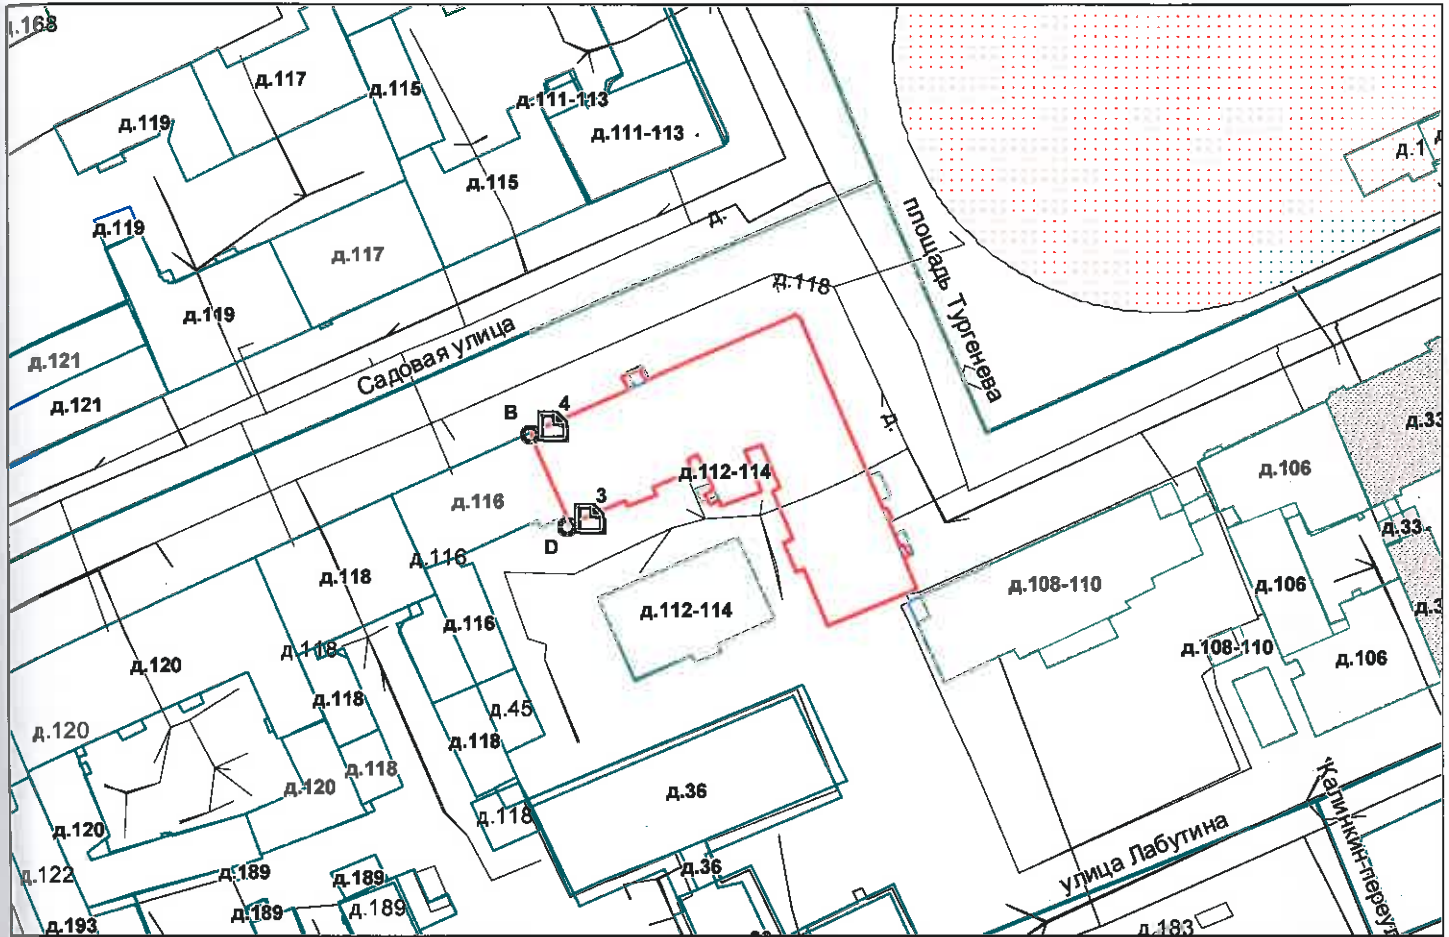 .168
д.117
д.115
д.111-113
д.119
д.111-113
д.1
д.115
д.119
д.
д.117
площадь Тургенева
д.118
д.119
Садовая улица
д.121
д.121
B
4
д.
д.33
д.112-114
д.106
д.116
3
D
д.33
д.116
д.118
д.108-110
д.106
д.112-114
д.116
д.108-110
д.118
д.120
д.106
д.118
д.45
д.120
д.118
д.118
д.120
д.36
д.118
д.120
улица Лабутина
Калинкин переу
д.36
д.122
д.189
д.189
д.189
д.189
д.193
д.183